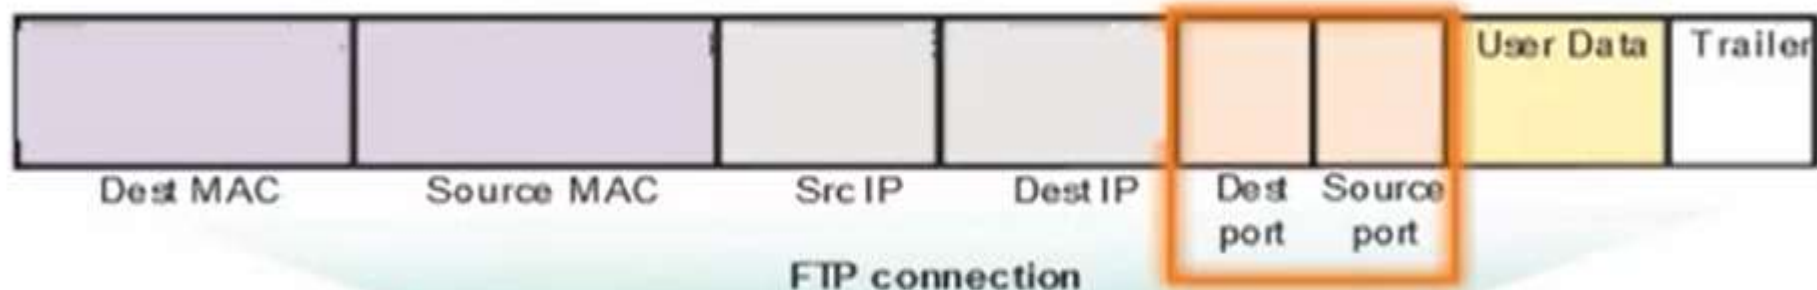 User Data Trailer
Dest MAC Source MAC Src IP Dest IP Dest Source
port port
FTP connection